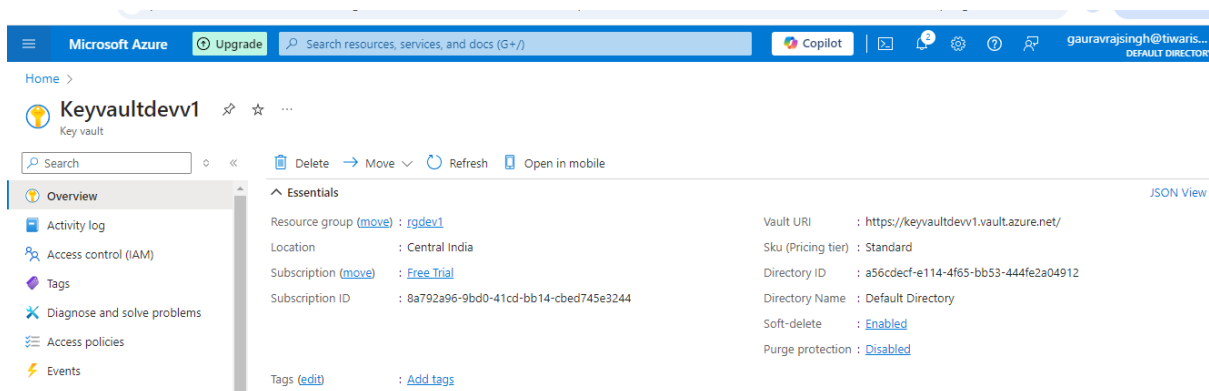 Microsoft Azure Upgrade Search resources, services, and docs (G+/) Copilot 2 gauravrajsingh@tiwaris...
DEFAULT DIRECTORY
Home >
Keyvaultdevv1 ...
Key vault
Search Delete Move Refresh Open in mobile
Overview Essentials JSON View
Activity log Resource group (move) : rgdev1 Vault URI : https://keyvaultdevv1.vault.azure.net/
Access control (IAM) Location : Central India Sku (Pricing tier) : Standard
Tags Subscription (move) : Free Trial Directory ID : a56cdecf-e114-4f65-bb53-444fe2a04912
Diagnose and solve problems Subscription ID : 8a792a96-9bd0-41cd-bb14-cbed745e3244 Directory Name : Default Directory
Access policies Soft-delete : Enabled
Events Purge protection : Disabled
Tags (edit) : Add tags